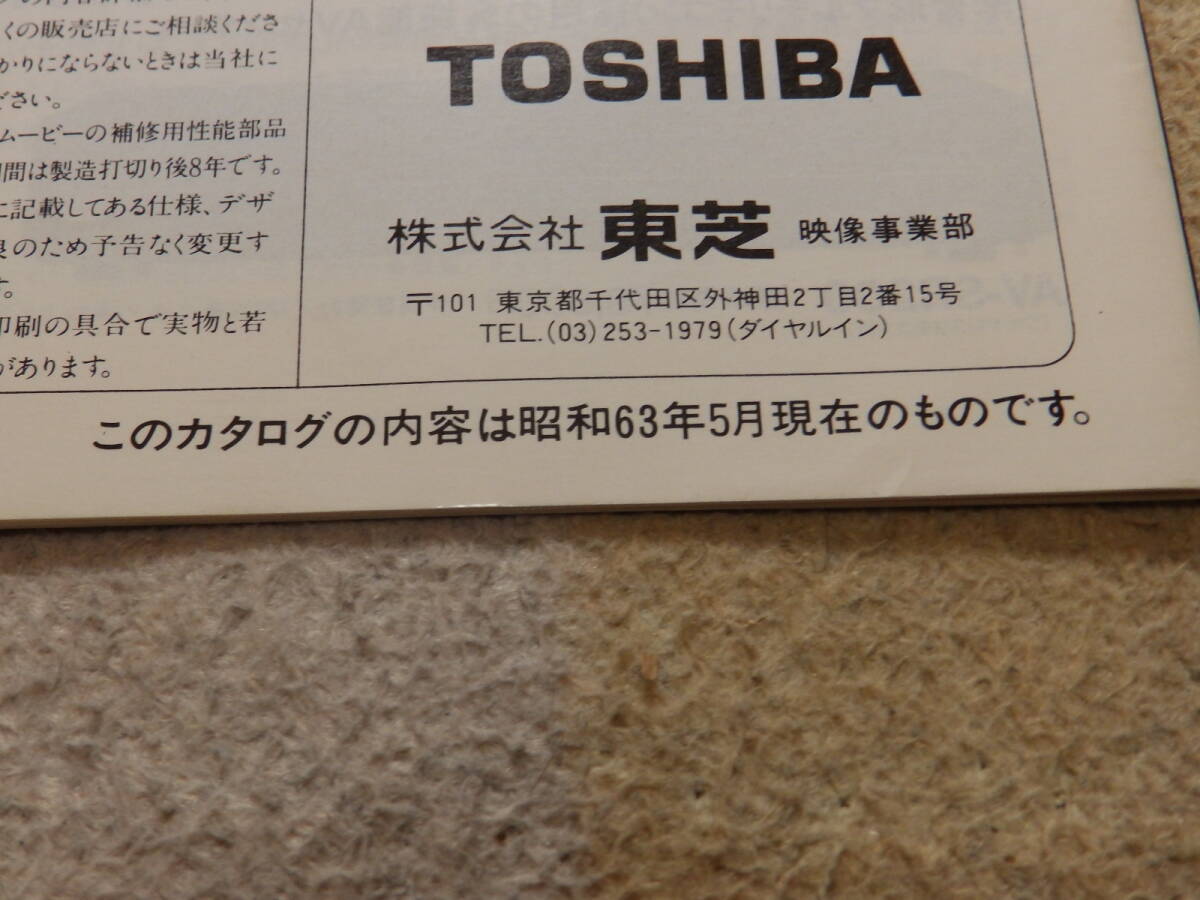 くの販売店にご相談くださ
かりにならないときは当社に
ださい。
ムービーの補修用性能部品
間は製造打切り後8年です。
に記載してある仕様、デザ
良のため予告なく変更す
す。
印刷の具合で実物と若
があります。
TOSHIBA
株式会社 東芝 映像事業部
〒101 東京都千代田区外神田2丁目2番15号
TEL.(03)253-1979(ダイヤルイン)
このカタログの内容は昭和63年5月現在のものです。